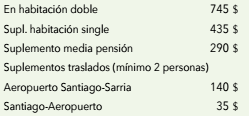 En habitación doble 745 $
Supl. habitación single 435 $
Suplemento media pensión 290 $
Suplementos traslados (mínimo 2 personas)
Aeropuerto Santiago-Sarria 140 $
Santiago-Aeropuerto 35 $